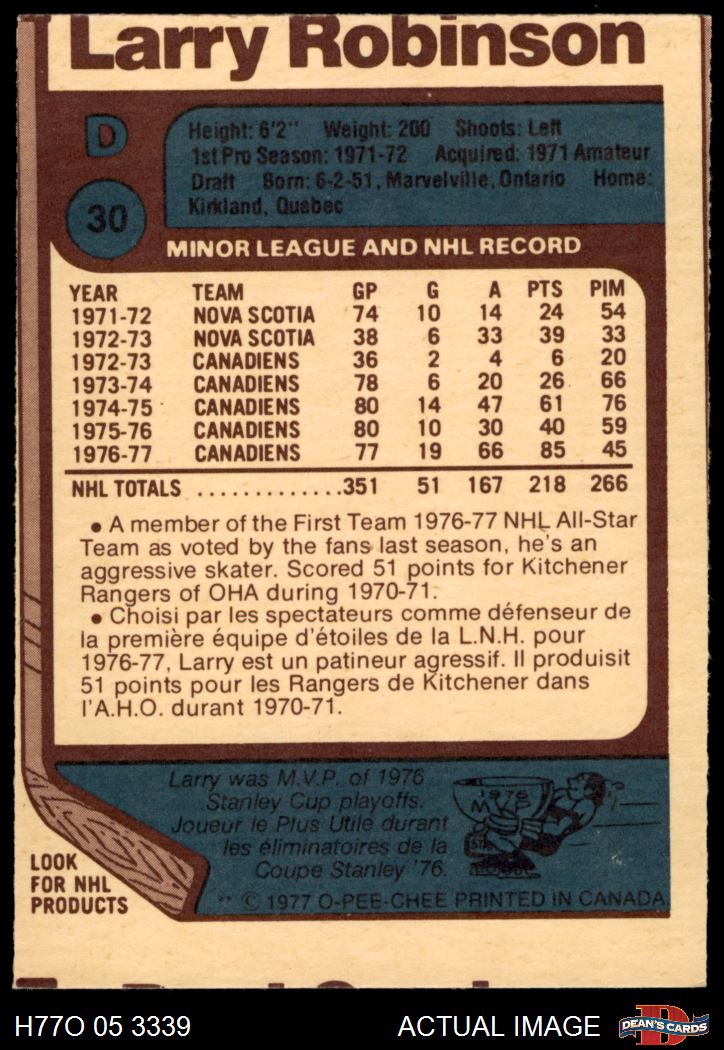 Larry Robinson
D
30
Height: 6'2" Weight: 200 Shoots: Left
1st Pro Season: 1971-72 Acquired: 1971 Amateur
Draft Born: 6-2-51, Marvelville, Ontario Home:
Kirkland, Quebec
MINOR LEAGUE AND NHL RECORD
YEAR TEAM GP G A PTS PIM
1971-72 NOVA SCOTIA 74 10 14 24 54
1972-73 NOVA SCOTIA 38 6 33 39 33
1972-73 CANADIENS 36 2 4 6 20
1973-74 CANADIENS 78 6 20 26 66
1974-75 CANADIENS 80 14 47 61 76
1975-76 CANADIENS 80 10 30 40 59
1976-77 CANADIENS 77 19 66 85 45
NHL TOTALS .............351 51 167 218 266
• A member of the First Team 1976-77 NHL All-Star
Team as voted by the fans last season, he's an
aggressive skater. Scored 51 points for Kitchener
Rangers of OHA during 1970-71.
• Choisi par les spectateurs comme défenseur de
la première équipe d'étoiles de la L.N.H. pour
1976-77, Larry est un patineur agressif. Il produisit
51 points pour les Rangers de Kitchener dans
l'A.H.O. durant 1970-71.
Larry was M.V.P. of 1976
Stanley Cup playoffs.
Joueur le Plus Utile durant
les éliminatoires de la
Coupe Stanley '76.
1976
MVP
LOOK
FOR NHL
PRODUCTS
** © 1977 O-PEE-CHEE PRINTED IN CANADA.
H77O 05 3339 ACTUAL IMAGE
D
DEAN'S CARDS